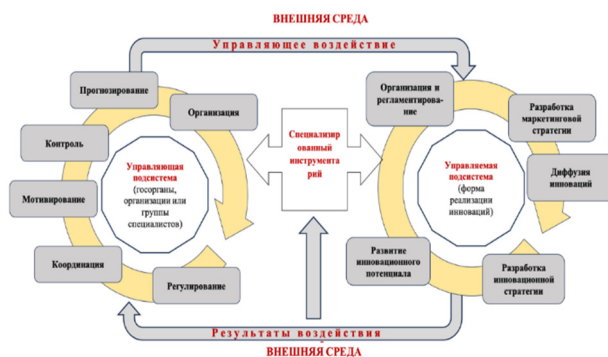 ВНЕШНЯЯ СРЕДА
Управляющее воздействие
Прогнозирование
Организация
Контроль
Мотивирование
Координация
Регулирование
Управляющая
подсистема
(госорганы,
организации или
группы
специалистов)
Специализир
ованный
инструмента
рий
Организация и
регламентирова-
ние
Разработка
маркетинговой
стратегии
Диффузия
инноваций
Управляемая
подсистема
(форма
реализации
инноваций)
Развитие
инновационного
потенциала
Разработка
инновационной
стратегии
Результаты воздействия
ВНЕШНЯЯ СРЕДА